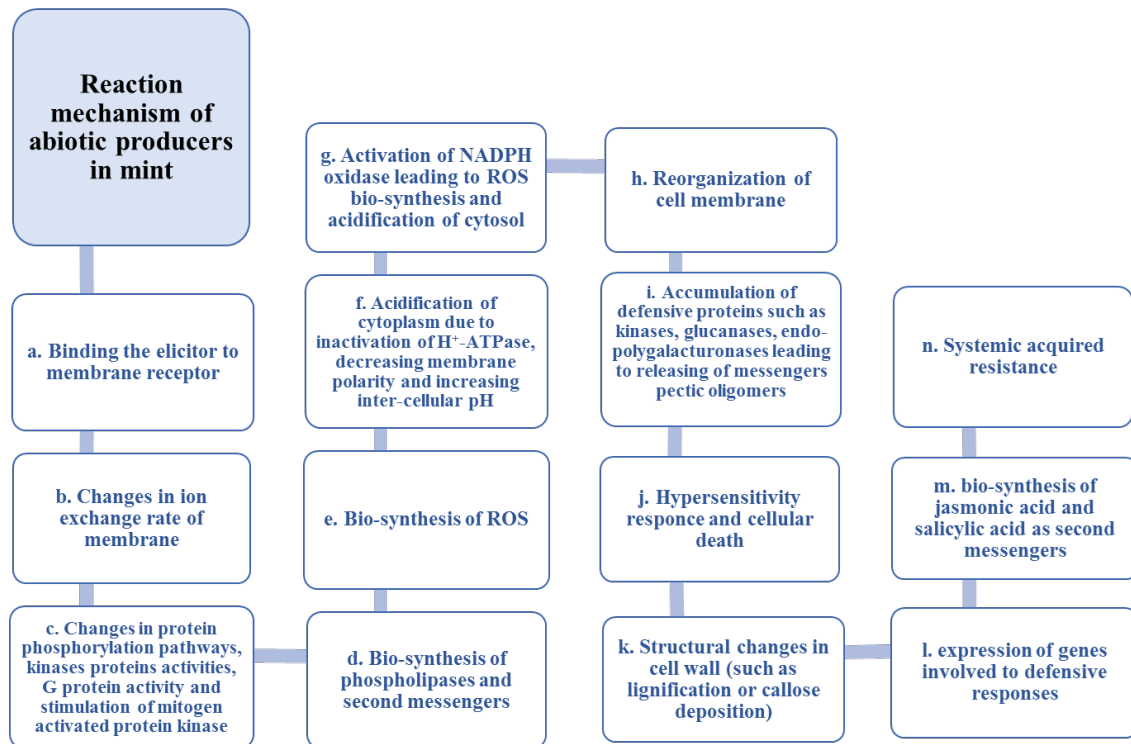 Reaction
mechanism of
abiotic producers
in mint
a. Binding the elicitor to
membrane receptor
b. Changes in ion
exchange rate of
membrane
c. Changes in protein
phosphorylation pathways,
kinases proteins activities,
G protein activity and
stimulation of mitogen
activated protein kinase
d. Bio-synthesis of
phospholipases and
second messengers
e. Bio-synthesis of ROS
f. Acidification of
cytoplasm due to
inactivation of H⁺-ATPase,
decreasing membrane
polarity and increasing
inter-cellular pH
g. Activation of NADPH
oxidase leading to ROS
bio-synthesis and
acidification of cytosol
h. Reorganization of
cell membrane
i. Accumulation of
defensive proteins such as
kinases, glucanases, endo-
polygalacturonases leading
to releasing of messengers
pectic oligomers
j. Hypersensitivity
responce and cellular
death
k. Structural changes in
cell wall (such as
lignification or callose
deposition)
l. expression of genes
involved to defensive
responses
m. bio-synthesis of
jasmonic acid and
salicylic acid as second
messengers
n. Systemic acquired
resistance